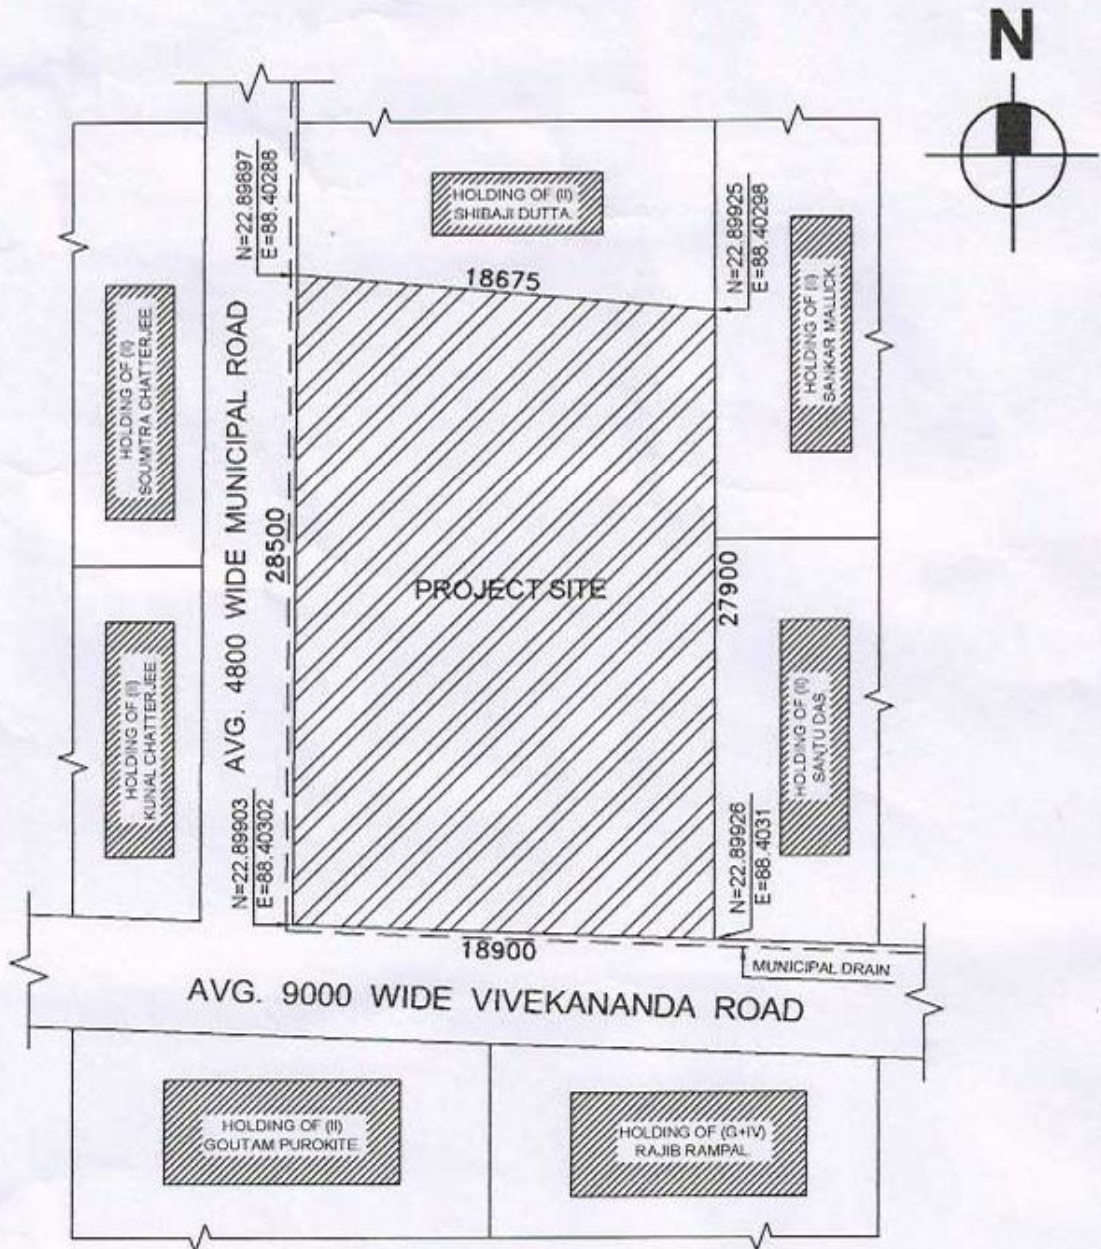 N
N=22.89897
E=88.40288
HOLDING OF (II)
SHIBAJI DUTTA.
N=22.89925
E=88.40298
HOLDING OF (II)
SANKAR MALLICK
18675
HOLDING OF (II)
SOUMITRA CHATTERJEE
AVG. 4800 WIDE MUNICIPAL ROAD
28500
PROJECT SITE
27900
HOLDING OF (I)
KUNAL CHATTERJEE
HOLDING OF (II)
SANTU DAS
N=22.89903
E=88.40302
N=22.89926
E=88.4031
18900
MUNICIPAL DRAIN
AVG. 9000 WIDE VIVEKANANDA ROAD
HOLDING OF (II)
GOUTAM PUROKITE
HOLDING OF (G+IV)
RAJIB RAMPAL